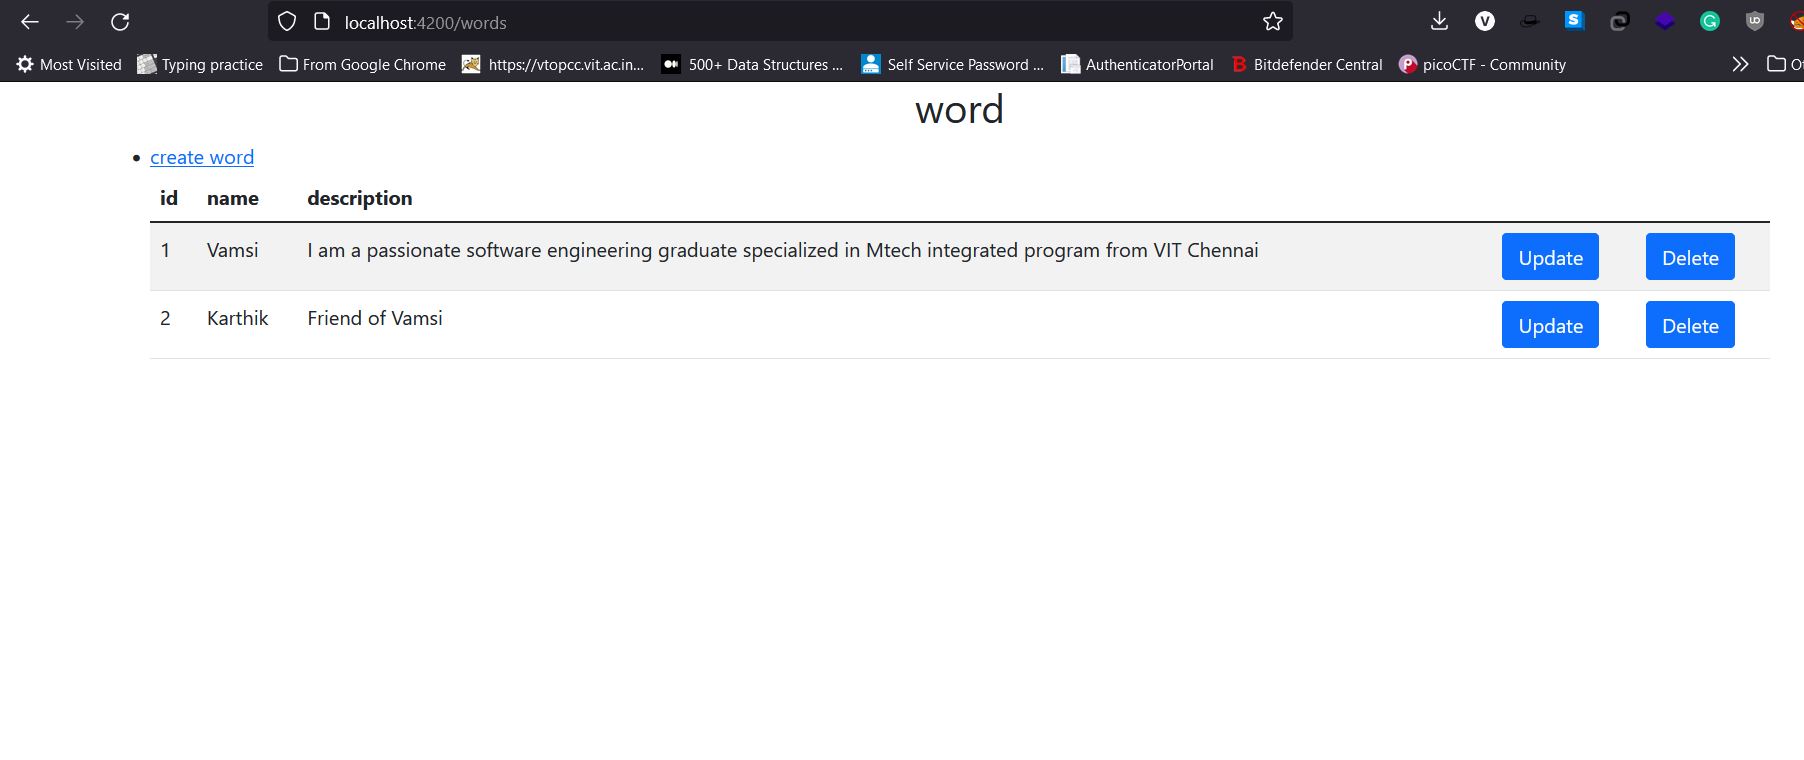 localhost:4200/words
Most Visited Typing practice From Google Chrome https://vtopcc.vit.ac.in... 500+ Data Structures ... Self Service Password ... AuthenticatorPortal Bitdefender Central picoCTF - Community
word
create word
id name description
1 Vamsi I am a passionate software engineering graduate specialized in Mtech integrated program from VIT Chennai Update Delete
2 Karthik Friend of Vamsi Update Delete